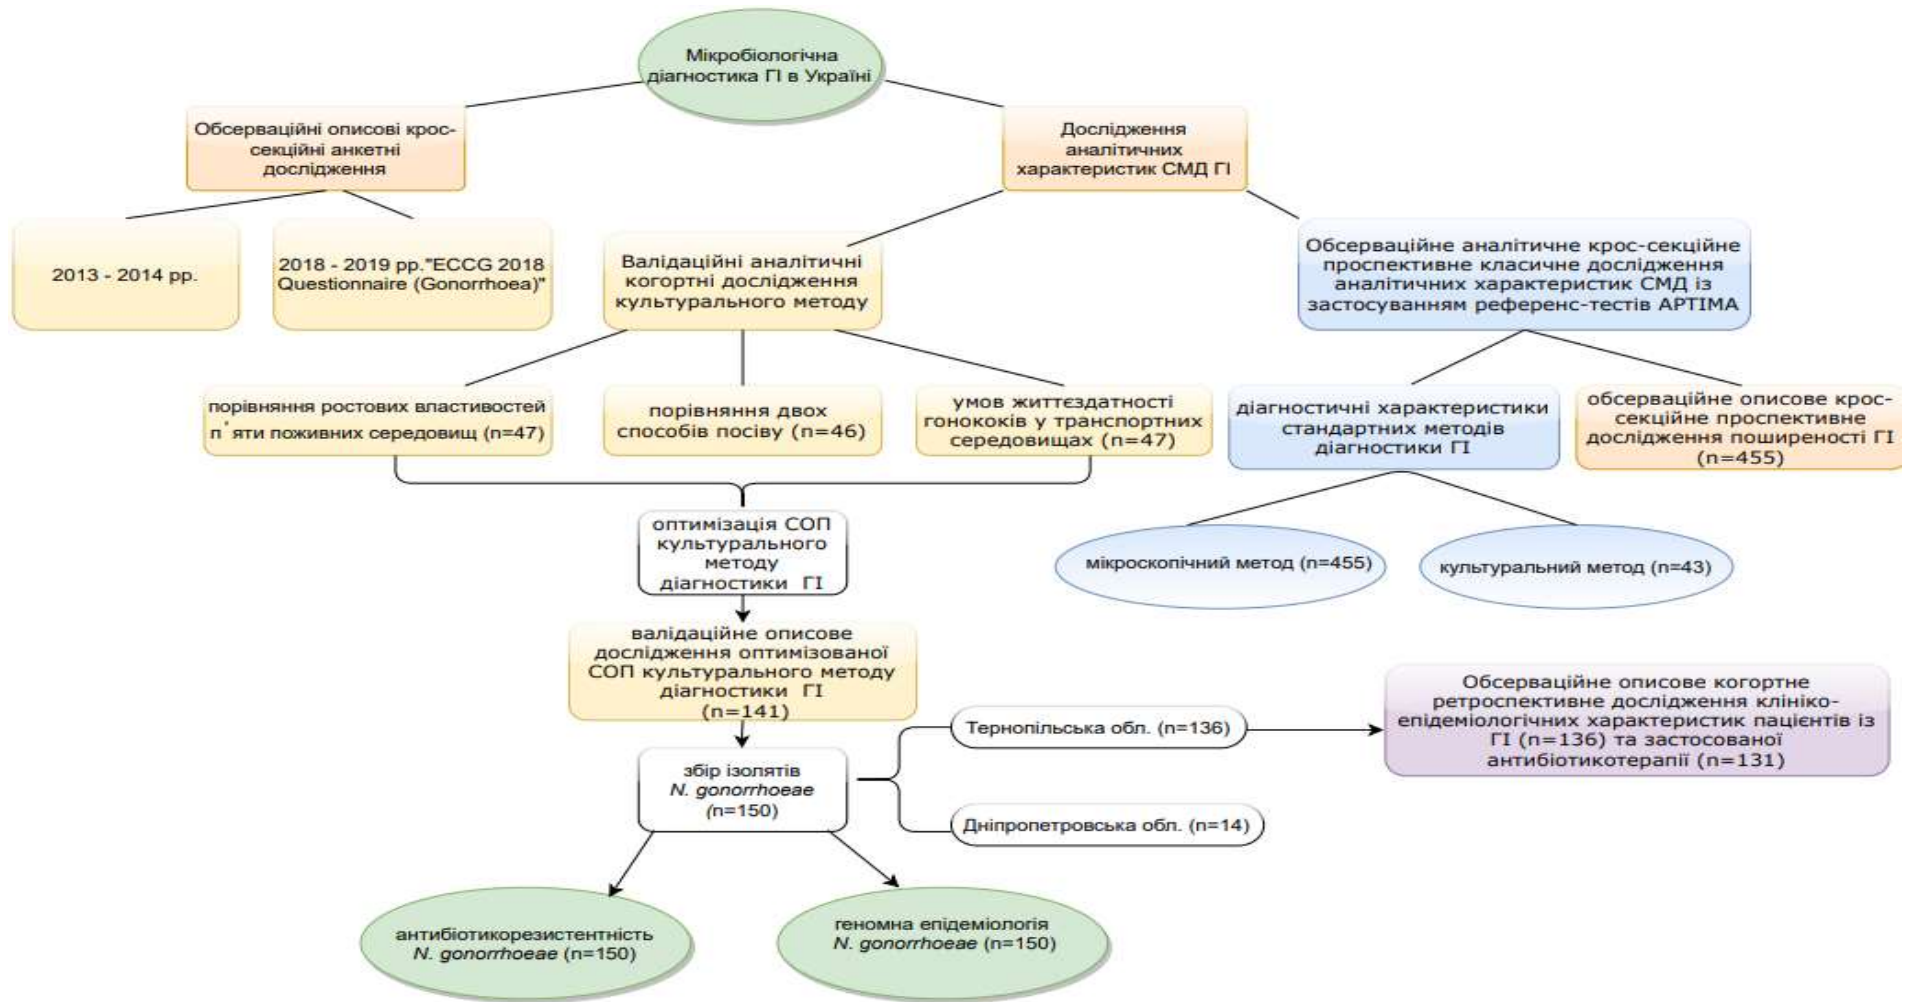 Мікробіологічна
діагностика ГІ в Україні
Обсерваційні описові крос-
секційні анкетні
дослідження
Дослідження
аналітичних
характеристик СМД ГІ
2013 - 2014 рр.
2018 - 2019 рр."ECCG 2018
Questionnaire (Gonorrhoea)"
Валідаційні аналітичні
когортні дослідження
культурального методу
Обсерваційне аналітичне крос-секційне
проспективне класичне дослідження
аналітичних характеристик СМД із
застосуванням референс-тестів АРТІМА
порівняння ростових властивостей
п᾿яти поживних середовищ (n=47)
порівняння двох
способів посіву (n=46)
умов життєздатності
гонококів у транспортних
середовищах (n=47)
діагностичні характеристики
стандартних методів
діагностики ГІ
обсерваційне описове крос-
секційне проспективне
дослідження поширеності ГІ
(n=455)
оптимізація СОП
культурального
методу
діагностики ГІ
мікроскопічний метод (n=455)
культуральний метод (n=43)
валідаційне описове
дослідження оптимізованої
СОП культурального методу
діагностики ГІ
(n=141)
Тернопільська обл. (n=136)
Обсерваційне описове когортне
ретроспективне дослідження клініко-
епідеміологічних характеристик пацієнтів із
ГІ (n=136) та застосованої
антибіотикотерапії (n=131)
збір ізолятів
N. gonorrhoeae
(n=150)
Дніпропетровська обл. (n=14)
антибіотикорезистентність
N. gonorrhoeae (n=150)
геномна епідеміологія
N. gonorrhoeae (n=150)